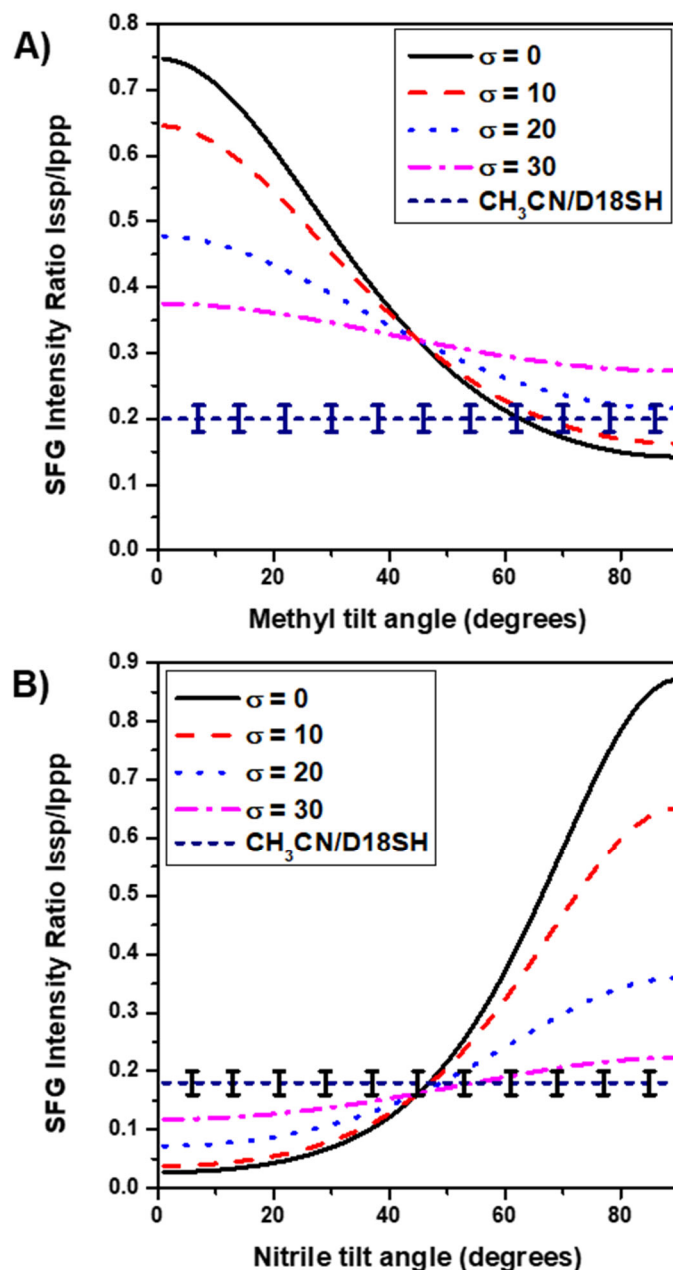 A)
SFG Intensity Ratio Issp/Ippp
0.8
0.7
0.6
0.5
0.4
0.3
0.2
0.1
0.0
σ = 0
σ = 10
σ = 20
σ = 30
CH₃CN/D18SH
0 20 40 60 80
Methyl tilt angle (degrees)
B)
SFG Intensity Ratio Issp/Ippp
0.9
0.8
0.7
0.6
0.5
0.4
0.3
0.2
0.1
0.0
σ = 0
σ = 10
σ = 20
σ = 30
CH₃CN/D18SH
0 20 40 60 80
Nitrile tilt angle (degrees)